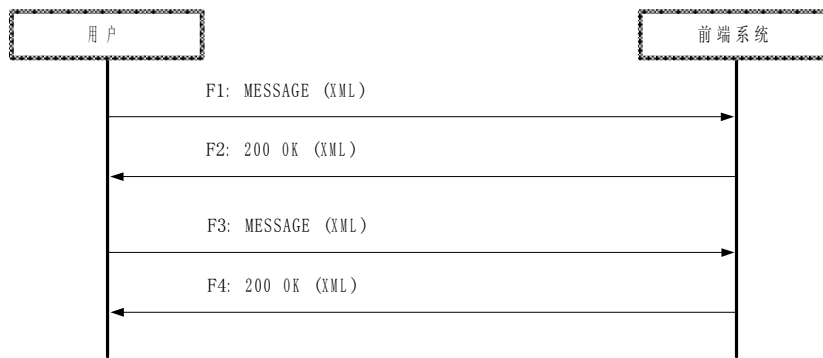 用户
前端系统
F1: MESSAGE (XML)
F2: 200 OK (XML)
F3: MESSAGE (XML)
F4: 200 OK (XML)